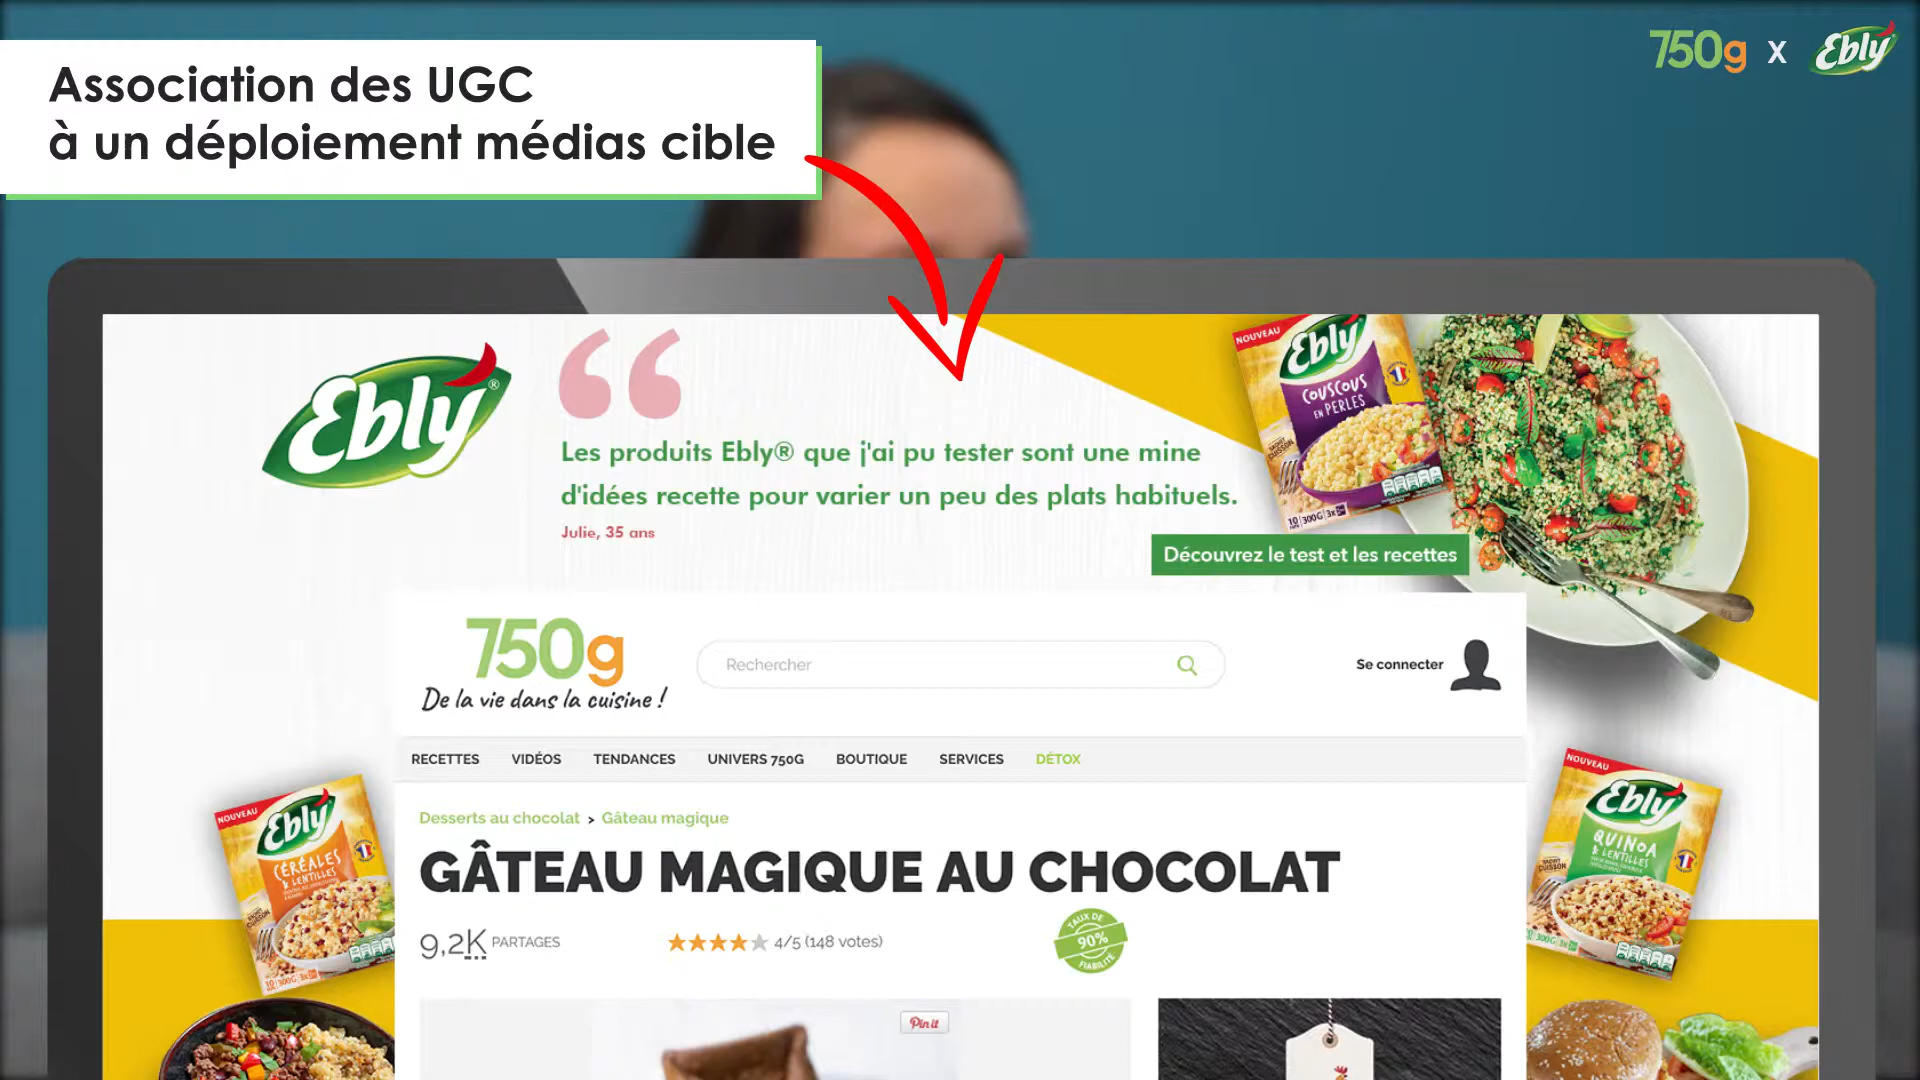 Association des UGC
à un déploiement médias cible
750g x Ebly
Ebly®
Les produits Ebly® que j'ai pu tester sont une mine
d'idées recette pour varier un peu des plats habituels.
Julie, 35 ans
Découvrez le test et les recettes
NOUVEAU
Ebly
COUSCOUS
EN PERLES
10 300G 3x
750g
De la vie dans la cuisine !
Rechercher
Se connecter
RECETTES VIDÉOS TENDANCES UNIVERS 750G BOUTIQUE SERVICES DÉTOX
Desserts au chocolat > Gâteau magique
GÂTEAU MAGIQUE AU CHOCOLAT
9,2K PARTAGES
4/5 (148 votes)
TAUX DE
90%
FIABILITÉ
Pin it
NOUVEAU
Ebly
CÉRÉALES
& LENTILLES
NOUVEAU
Ebly
QUINOA
& LENTILLES